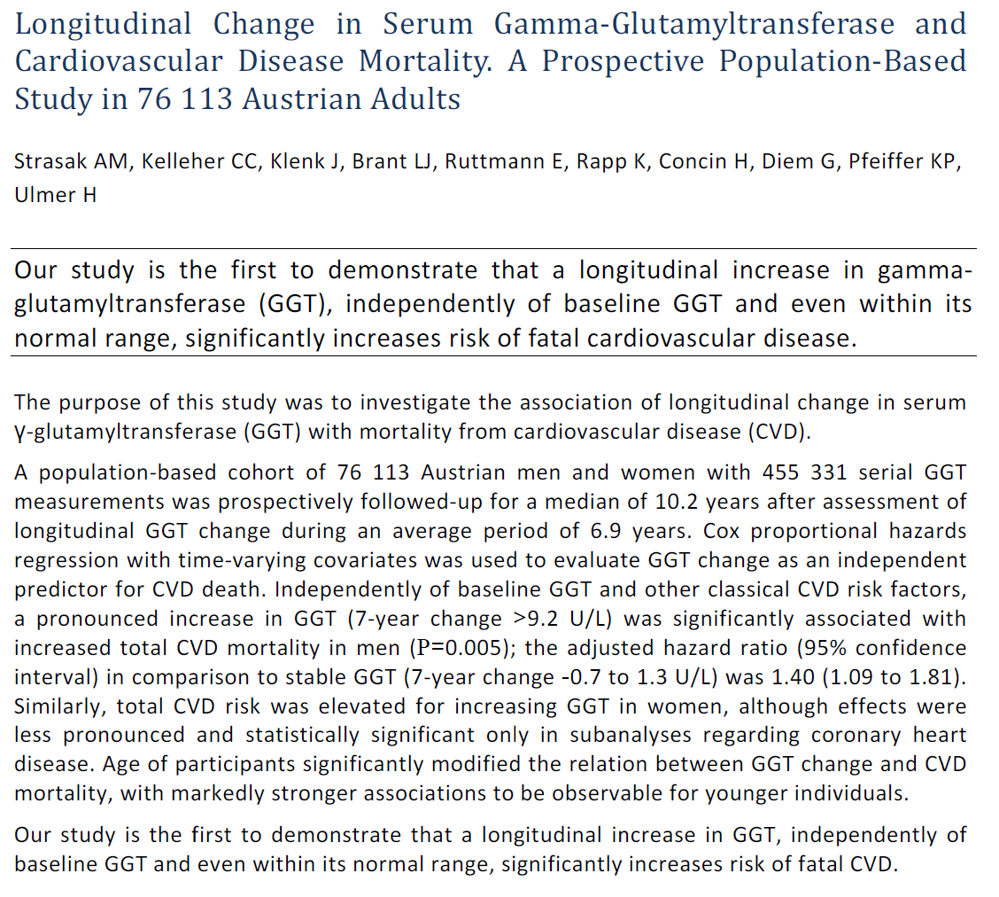 Longitudinal Change in Serum Gamma-Glutamyltransferase and
Cardiovascular Disease Mortality. A Prospective Population-Based
Study in 76 113 Austrian Adults
Strasak AM, Kelleher CC, Klenk J, Brant LJ, Ruttmann E, Rapp K, Concin H, Diem G, Pfeiffer KP,
Ulmer H
Our study is the first to demonstrate that a longitudinal increase in gamma-
glutamyltransferase (GGT), independently of baseline GGT and even within its
normal range, significantly increases risk of fatal cardiovascular disease.
The purpose of this study was to investigate the association of longitudinal change in serum
γ-glutamyltransferase (GGT) with mortality from cardiovascular disease (CVD).
A population-based cohort of 76 113 Austrian men and women with 455 331 serial GGT
measurements was prospectively followed-up for a median of 10.2 years after assessment of
longitudinal GGT change during an average period of 6.9 years. Cox proportional hazards
regression with time-varying covariates was used to evaluate GGT change as an independent
predictor for CVD death. Independently of baseline GGT and other classical CVD risk factors,
a pronounced increase in GGT (7-year change >9.2 U/L) was significantly associated with
increased total CVD mortality in men (P=0.005); the adjusted hazard ratio (95% confidence
interval) in comparison to stable GGT (7-year change -0.7 to 1.3 U/L) was 1.40 (1.09 to 1.81).
Similarly, total CVD risk was elevated for increasing GGT in women, although effects were
less pronounced and statistically significant only in subanalyses regarding coronary heart
disease. Age of participants significantly modified the relation between GGT change and CVD
mortality, with markedly stronger associations to be observable for younger individuals.
Our study is the first to demonstrate that a longitudinal increase in GGT, independently of
baseline GGT and even within its normal range, significantly increases risk of fatal CVD.